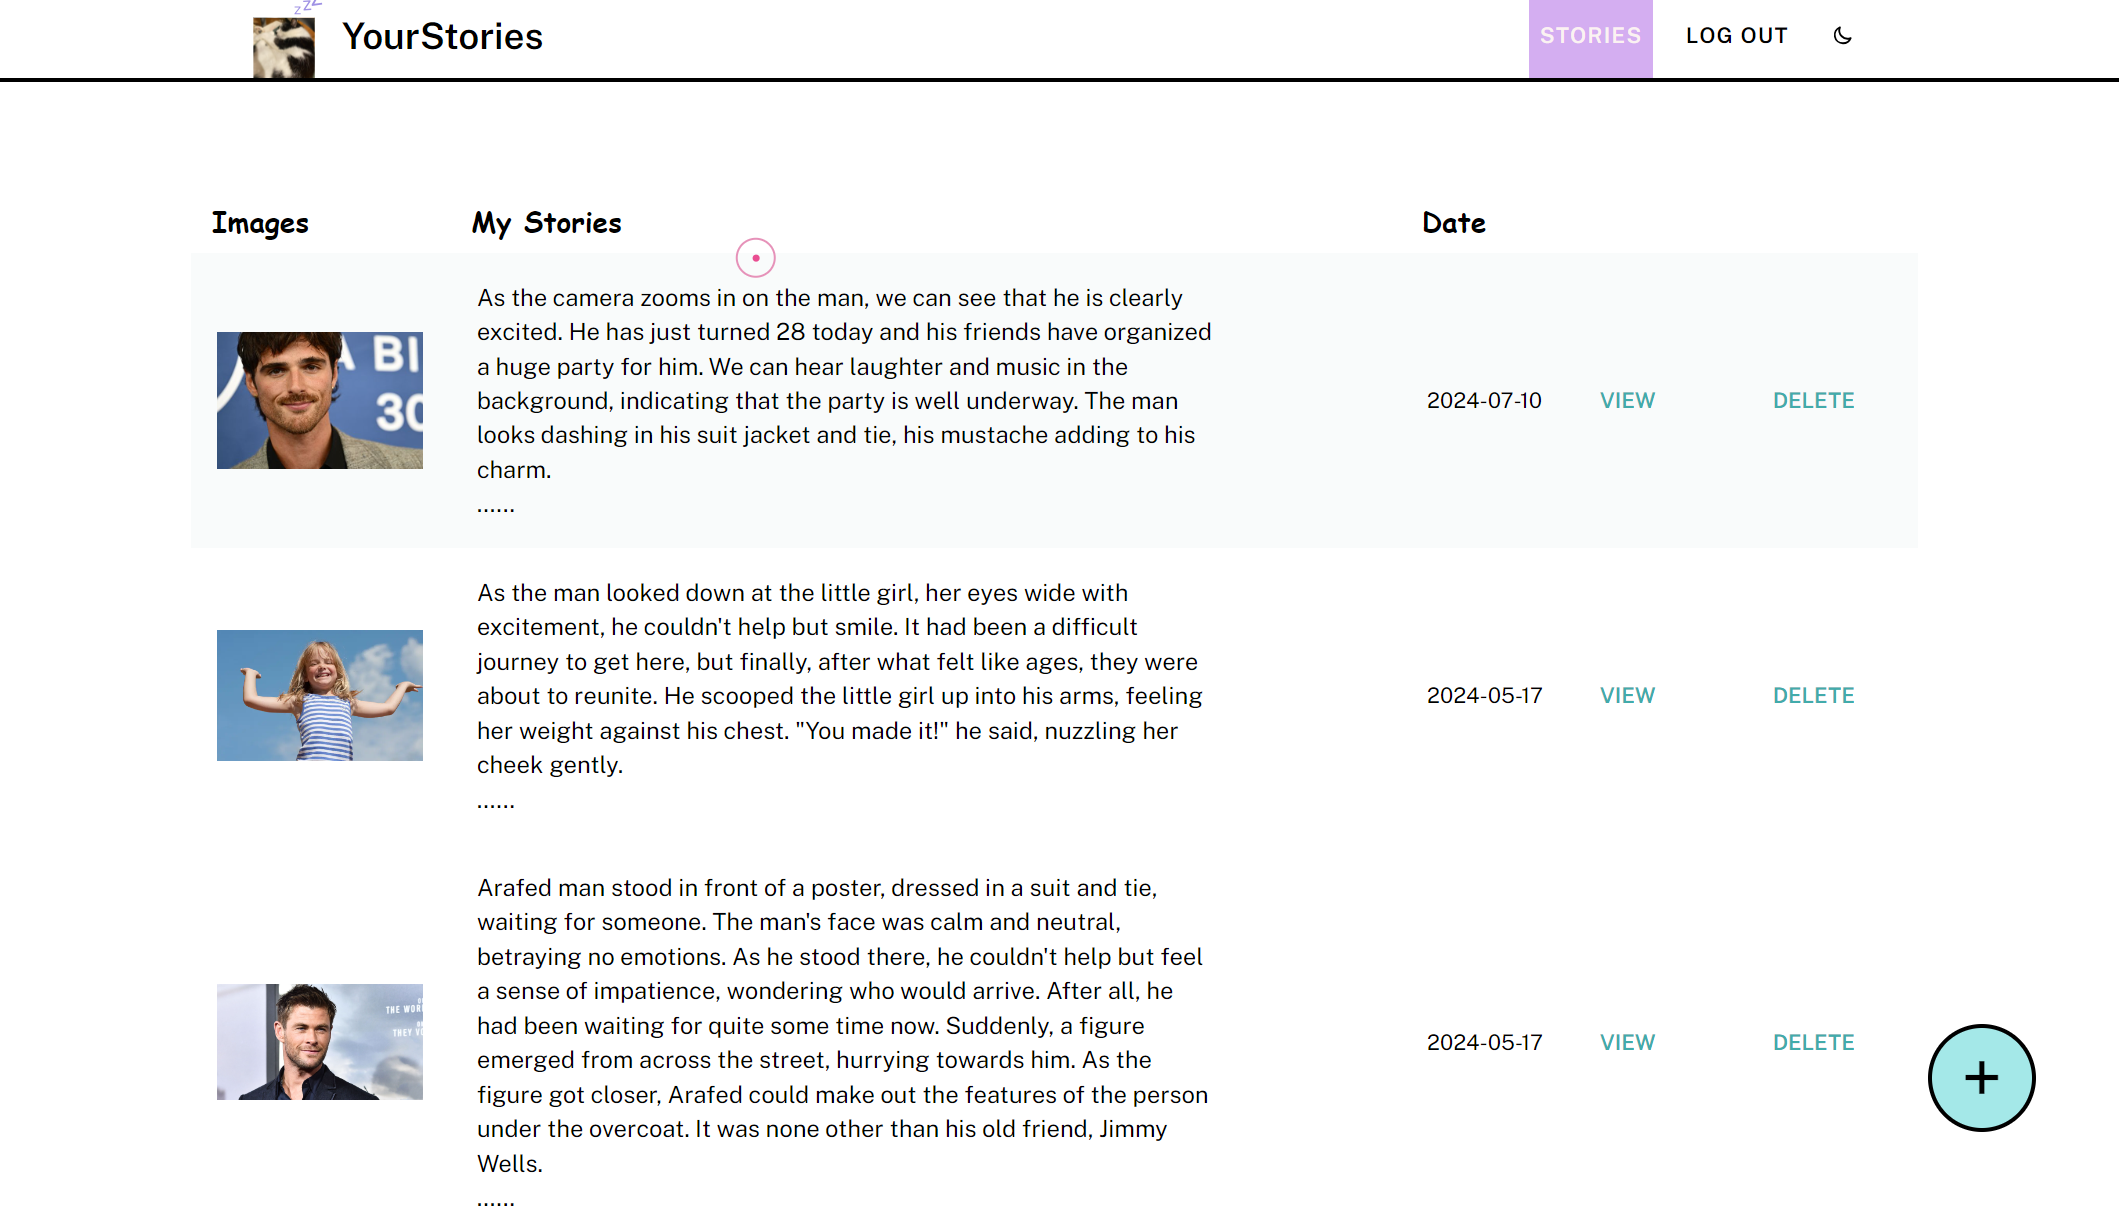 zzz
YourStories
STORIES
LOG OUT
Images
My Stories
Date
A BI
30
As the camera zooms in on the man, we can see that he is clearly
excited. He has just turned 28 today and his friends have organized
a huge party for him. We can hear laughter and music in the
background, indicating that the party is well underway. The man
looks dashing in his suit jacket and tie, his mustache adding to his
charm.
......
2024-07-10
VIEW
DELETE
As the man looked down at the little girl, her eyes wide with
excitement, he couldn't help but smile. It had been a difficult
journey to get here, but finally, after what felt like ages, they were
about to reunite. He scooped the little girl up into his arms, feeling
her weight against his chest. "You made it!" he said, nuzzling her
cheek gently.
......
2024-05-17
VIEW
DELETE
THE WOR
THEY V
Arafed man stood in front of a poster, dressed in a suit and tie,
waiting for someone. The man's face was calm and neutral,
betraying no emotions. As he stood there, he couldn't help but feel
a sense of impatience, wondering who would arrive. After all, he
had been waiting for quite some time now. Suddenly, a figure
emerged from across the street, hurrying towards him. As the
figure got closer, Arafed could make out the features of the person
under the overcoat. It was none other than his old friend, Jimmy
Wells.
......
2024-05-17
VIEW
DELETE
+